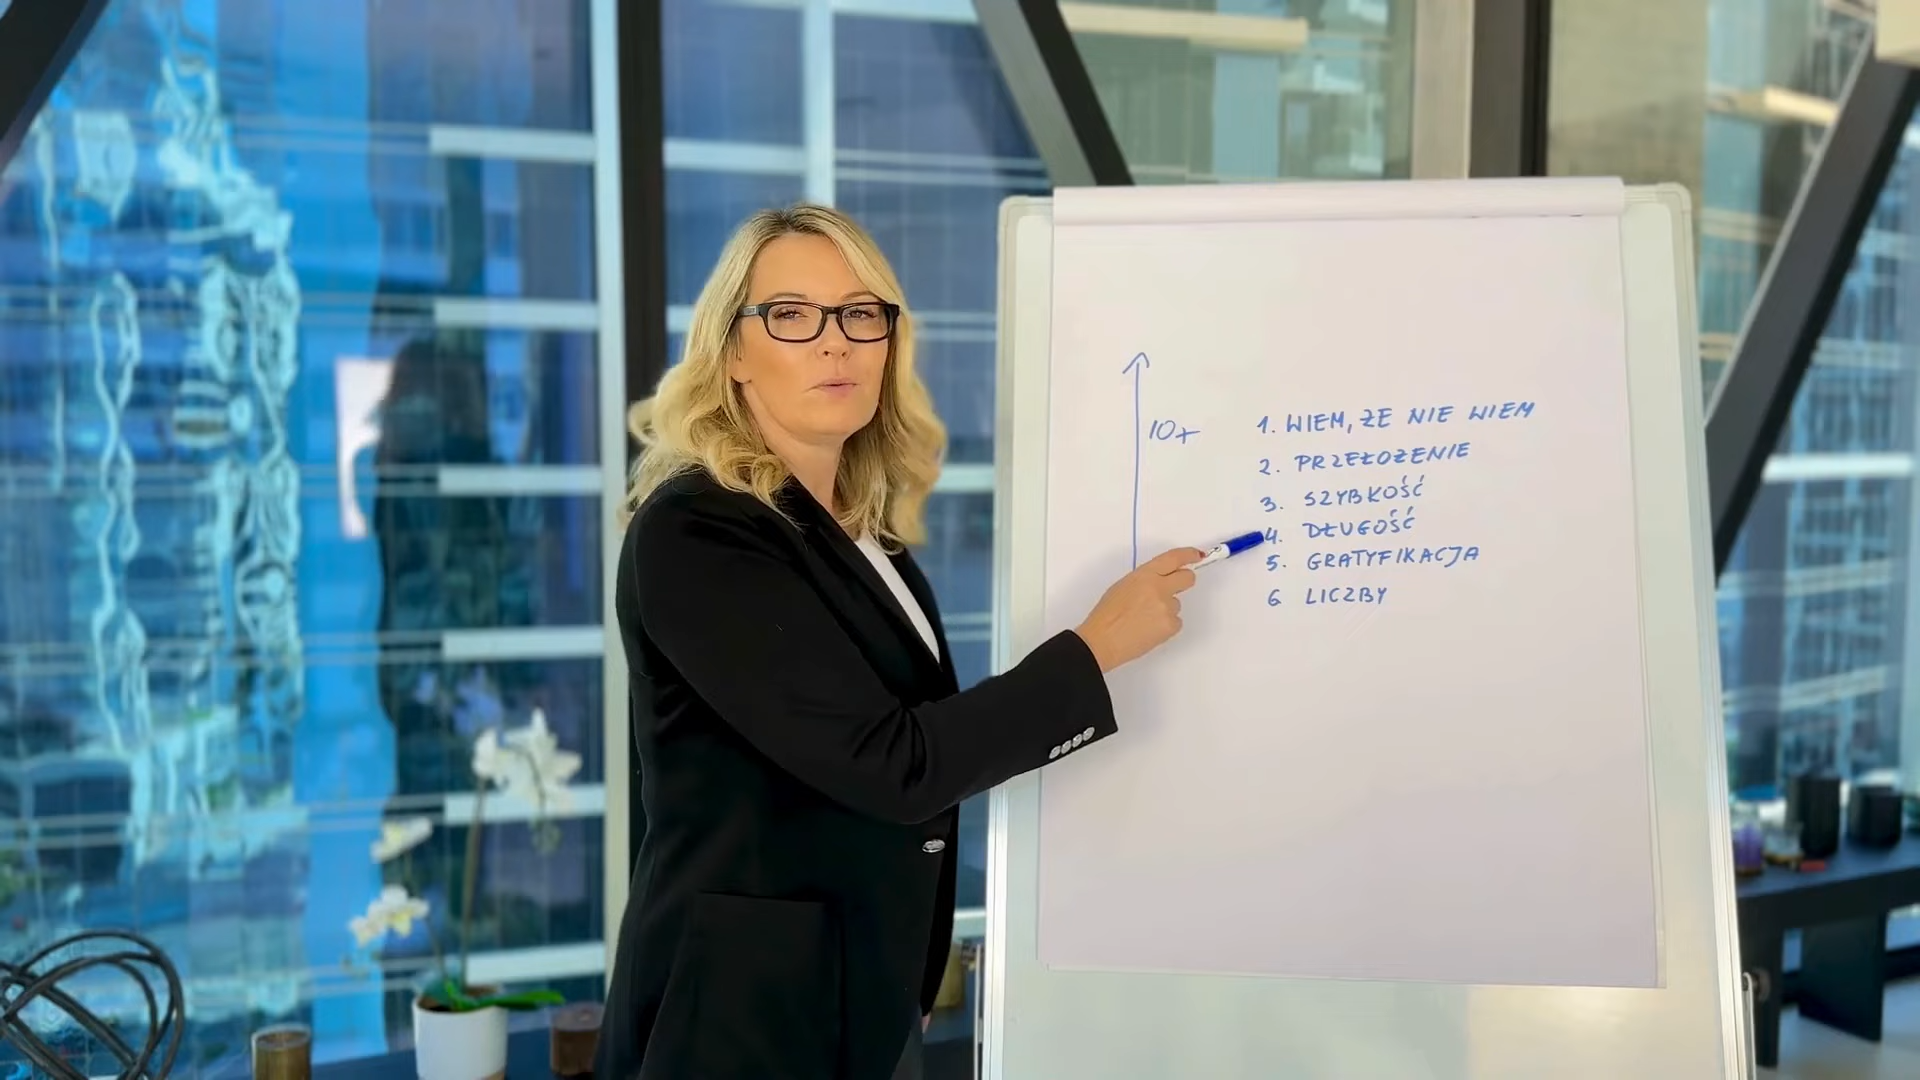 10+
1. WIEM, ŻE NIE WIEM
2. PRZEŁOŻENIE
3. SZYBKOŚĆ
4. DŁUGOŚĆ
5. GRATYFIKACJA
6 LICZBY